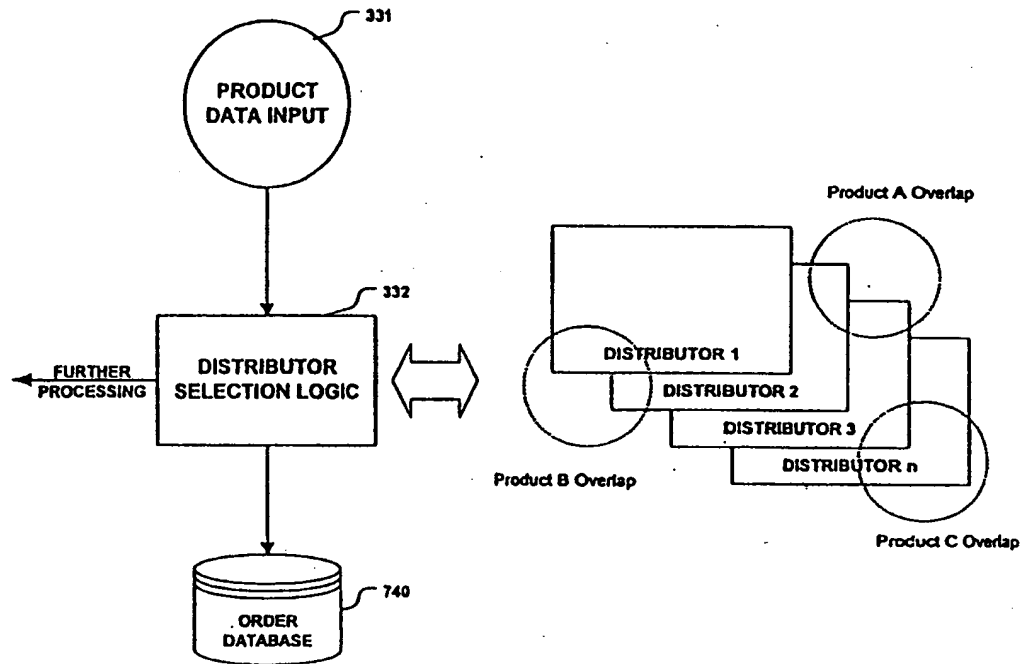 331
PRODUCT
DATA INPUT
Product A Overlap
332
DISTRIBUTOR
SELECTION LOGIC
FURTHER
PROCESSING
DISTRIBUTOR 1
DISTRIBUTOR 2
DISTRIBUTOR 3
DISTRIBUTOR n
Product B Overlap
Product C Overlap
740
ORDER
DATABASE